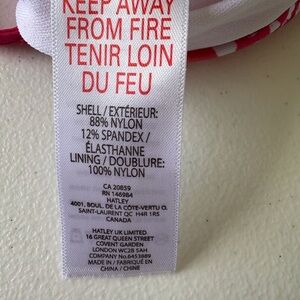 KEEP AWAY
FROM FIRE
TENIR LOIN
DU FEU
SHELL / EXTÉRIEUR:
88% NYLON
12% SPANDEX /
ÉLASTHANNE
LINING / DOUBLURE:
100% NYLON
CA 20859
RN 146984
HATLEY
4001, BOUL. DE LA CÔTE-VERTU O.
SAINT-LAURENT QC H4R 1R5
CANADA
HATLEY UK LIMITED
16 GREAT QUEEN STREET
COVENT GARDEN
LONDON WC2B 5AH
COMPANY No.6453989
MADE IN / FABRIQUÉ EN
CHINA / CHINE